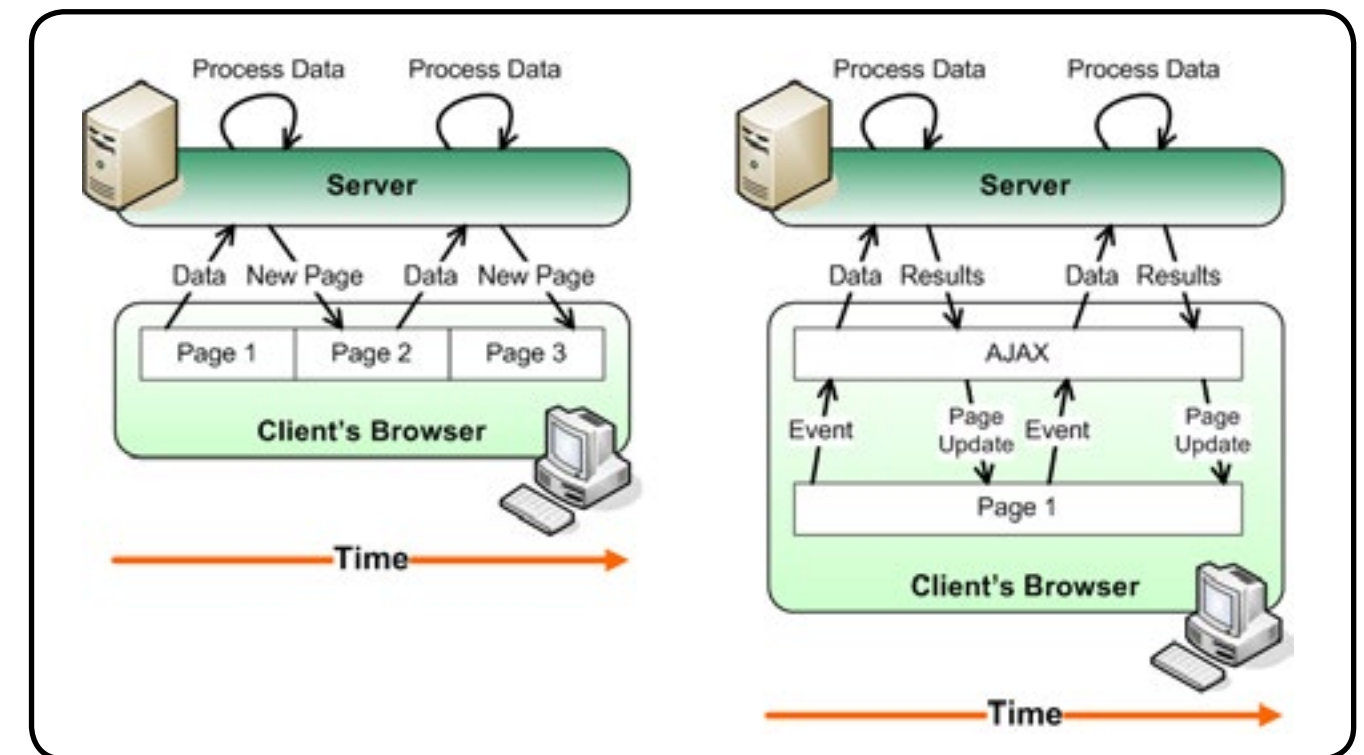 Process Data Process Data
Server
Data New Page Data New Page
Page 1 Page 2 Page 3
Client's Browser
Time
Process Data Process Data
Server
Data Results Data Results
AJAX
Event Page Update Event Page Update
Page 1
Client's Browser
Time